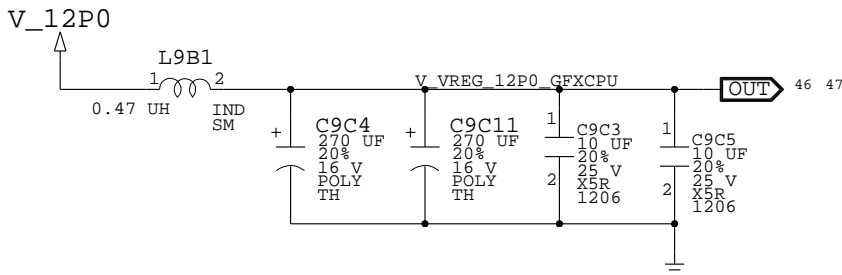 V_12P0
L9B1
1 2
V_VREG_12P0_GFXCPU
OUT 46 47
0.47 UH
IND
SM
+
C9C4
270 UF
20%
16 V
POLY
TH
+
C9C11
270 UF
20%
16 V
POLY
TH
1
2
C9C3
10 UF
20%
25 V
X5R
1206
1
2
C9C5
10 UF
20%
25 V
X5R
1206